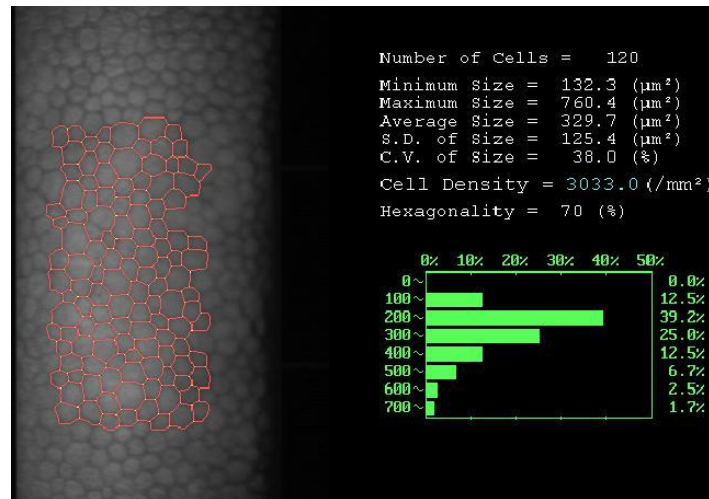 Number of Cells = 120
Minimum Size = 132.3 (µm²)
Maximum Size = 760.4 (µm²)
Average Size = 329.7 (µm²)
S.D. of Size = 125.4 (µm²)
C.V. of Size = 38.0 (%)
Cell Density = 3033.0 (/mm²)
Hexagonality = 70 (%)
0% 10% 20% 30% 40% 50%
0~ 0.0%
100~ 12.5%
200~ 39.2%
300~ 25.0%
400~ 12.5%
500~ 6.7%
600~ 2.5%
700~ 1.7%